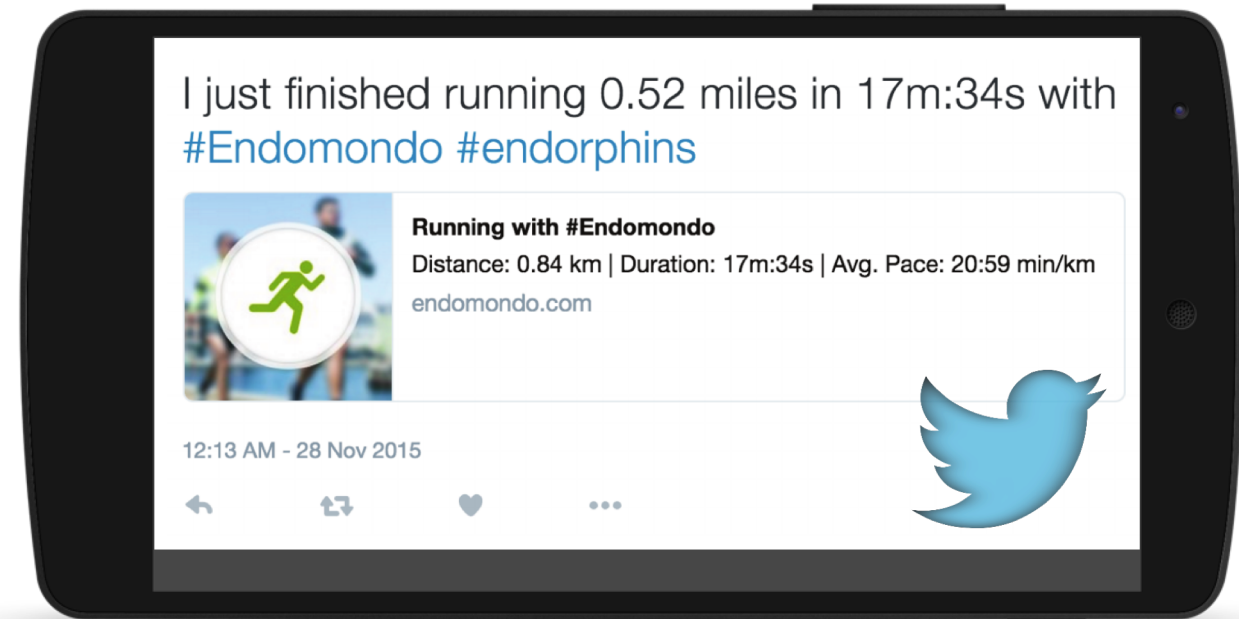 I just finished running 0.52 miles in 17m:34s with
#Endomondo #endorphins
Running with #Endomondo
Distance: 0.84 km | Duration: 17m:34s | Avg. Pace: 20:59 min/km
endomondo.com
12:13 AM - 28 Nov 2015